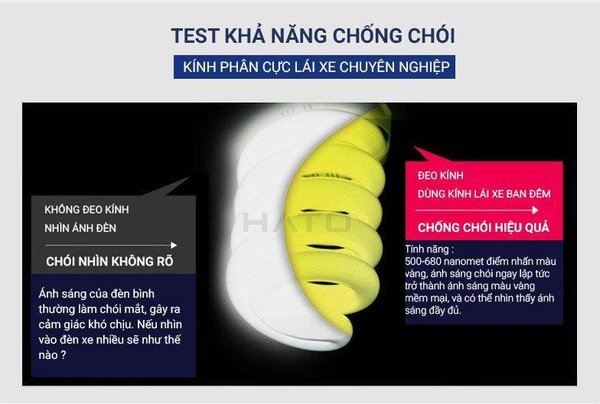 TEST KHẢ NĂNG CHỐNG CHÓI
KÍNH PHÂN CỰC LÁI XE CHUYÊN NGHIỆP
KHÔNG ĐEO KÍNH
NHÌN ÁNH ĐÈN
CHÓI NHÌN KHÔNG RÕ
Ánh sáng của đèn bình
thường làm chói mắt, gây ra
cảm giác khó chịu. Nếu nhìn
vào đèn xe nhiều sẽ như thế
nào ?
HATO
ĐEO KÍNH
DÙNG KÍNH LÁI XE BAN ĐÊM
CHỐNG CHÓI HIỆU QUẢ
Tính năng :
500-680 nanomet điểm nhấn màu
vàng, ánh sáng chói ngay lập tức
trở thành ánh sáng màu vàng
mềm mại, và có thể nhìn thấy ánh
sáng đầy đủ.